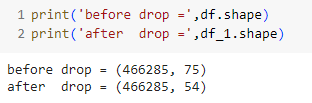 1 print('before drop =',df.shape)
2 print('after  drop =',df_1.shape)
before drop = (466285, 75)
after  drop = (466285, 54)